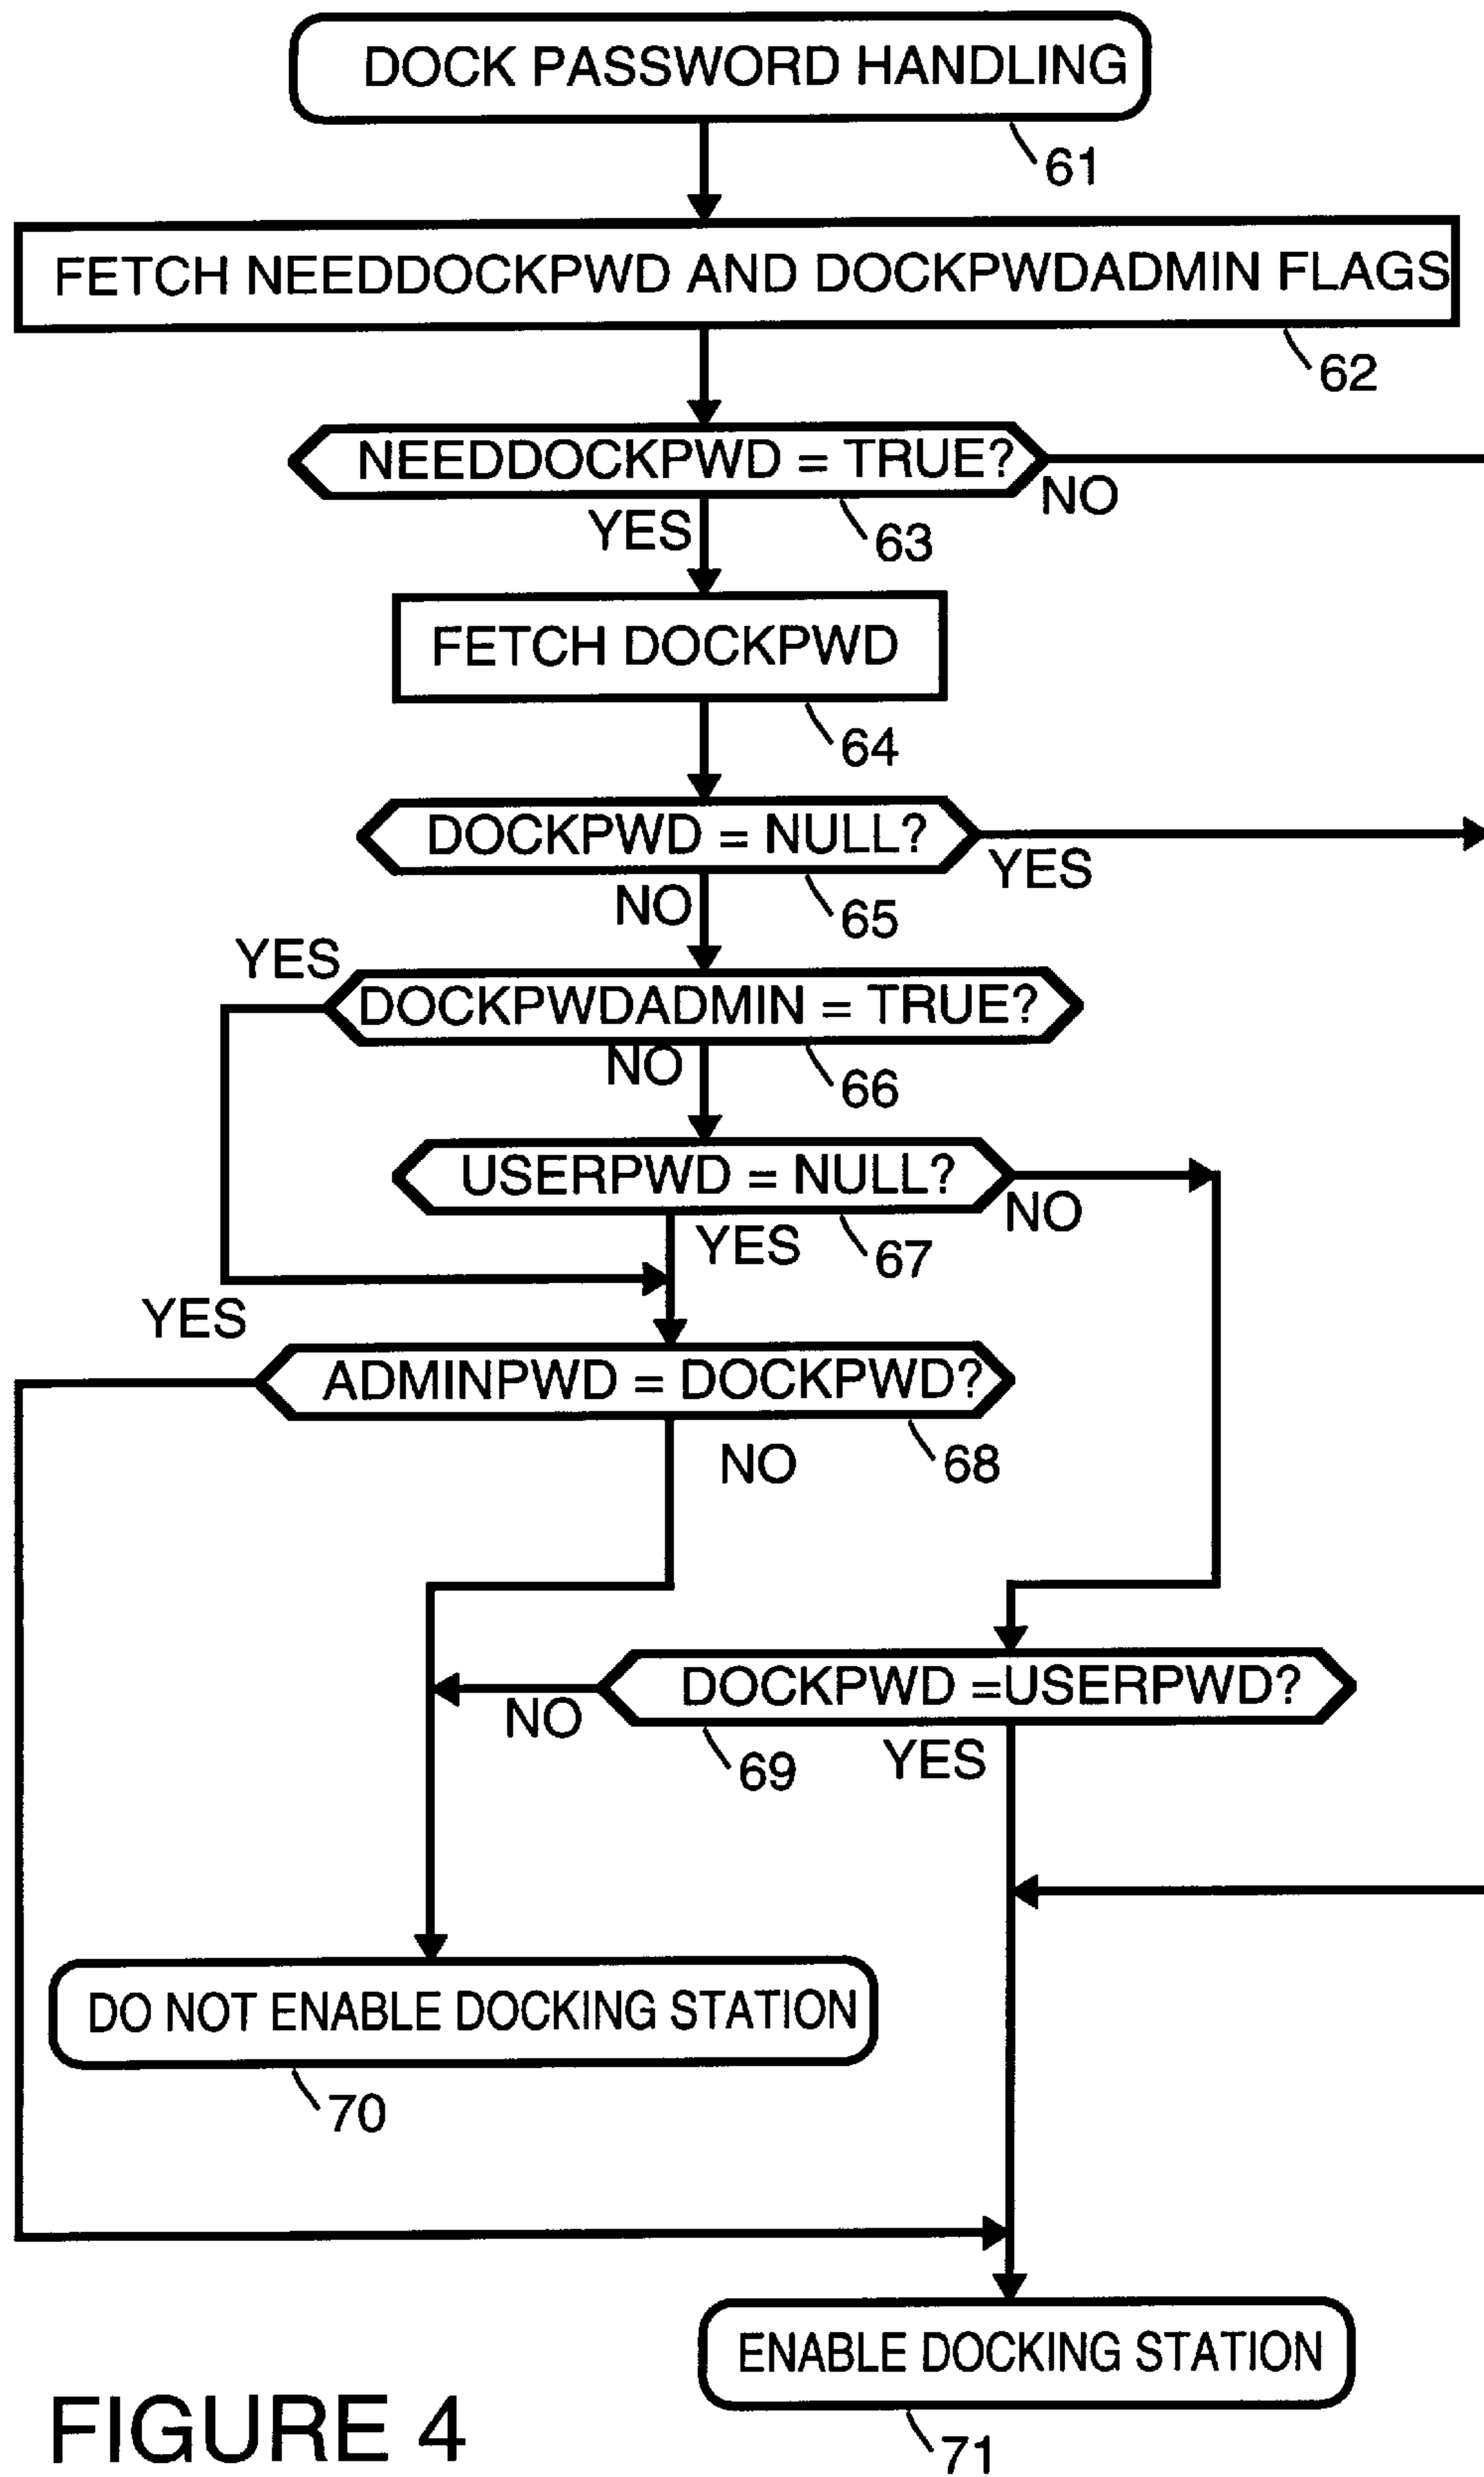 DOCK PASSWORD HANDLING
61
FETCH NEEDDOCKPWD AND DOCKPWDADMIN FLAGS
62
NEEDDOCKPWD = TRUE?
NO
YES
63
FETCH DOCKPWD
64
DOCKPWD = NULL?
YES
NO
65
YES
DOCKPWDADMIN = TRUE?
NO
66
USERPWD = NULL?
NO
YES
67
YES
ADMINPWD = DOCKPWD?
NO
68
DOCKPWD =USERPWD?
NO
69
YES
DO NOT ENABLE DOCKING STATION
70
ENABLE DOCKING STATION
71
FIGURE 4